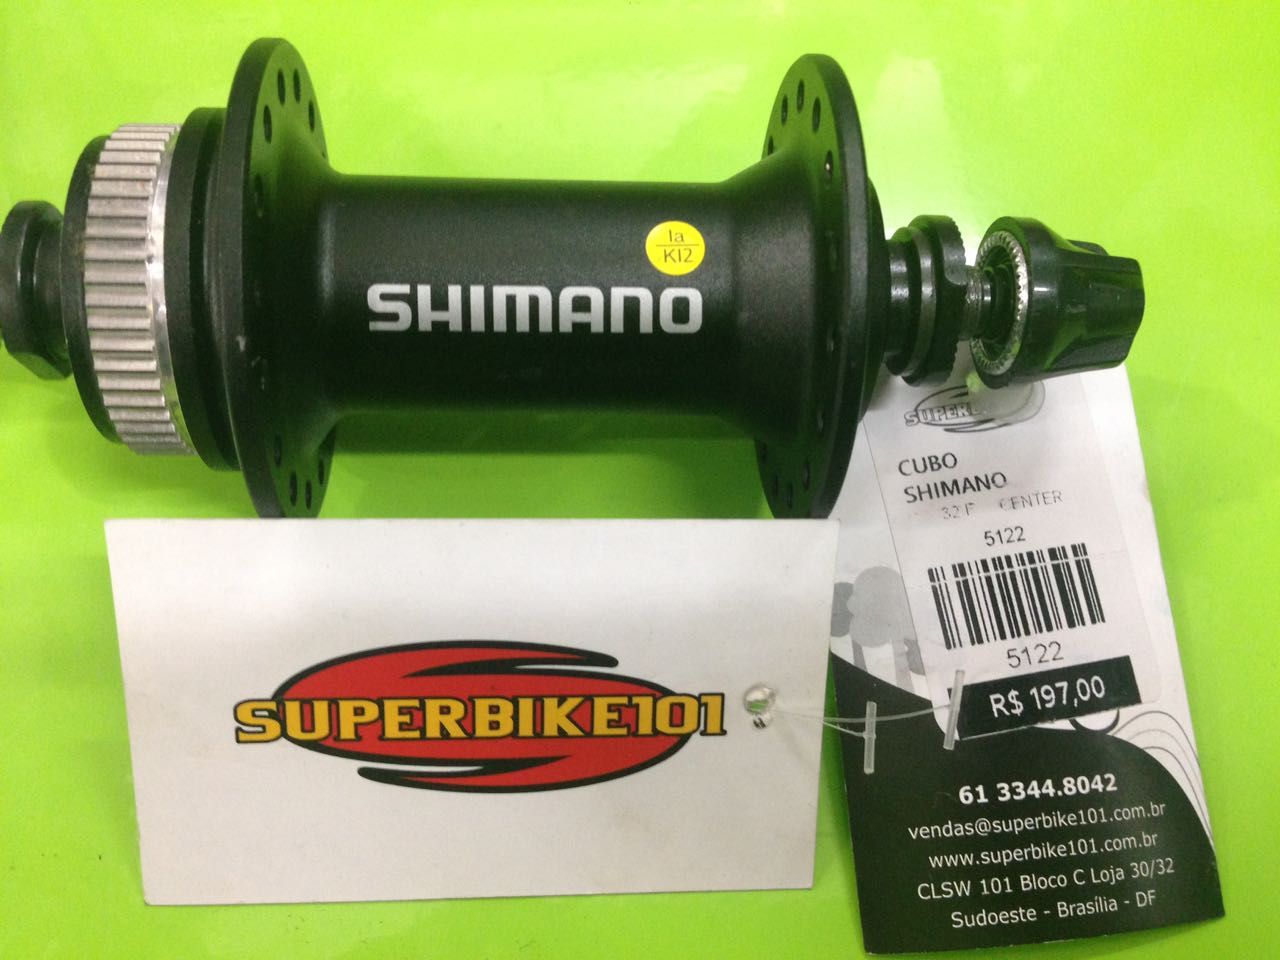 Ia
KI2
SHIMANO
SUPERBIKE101
CUBO
SHIMANO
CENTER
5122
5122
R$ 197,00
61 3344.8042
vendas@superbike101.com.br
www.superbike101.com.br
CLSW 101 Bloco C Loja 30/32
Sudoeste - Brasília - DF